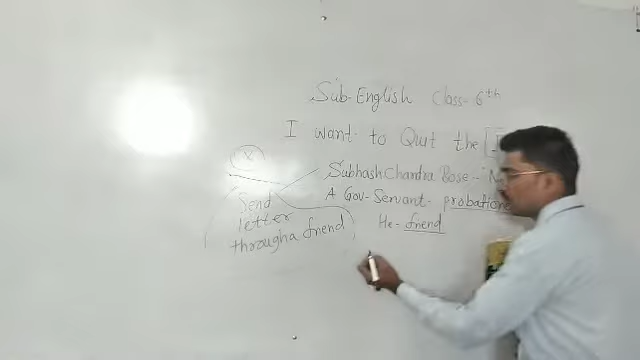 Sub-English Class-6th
I want to Quit the
Subhash Chandra Bose-
A Gov-Servant- probation
He- friend
(X)
Send
letter
through a friend